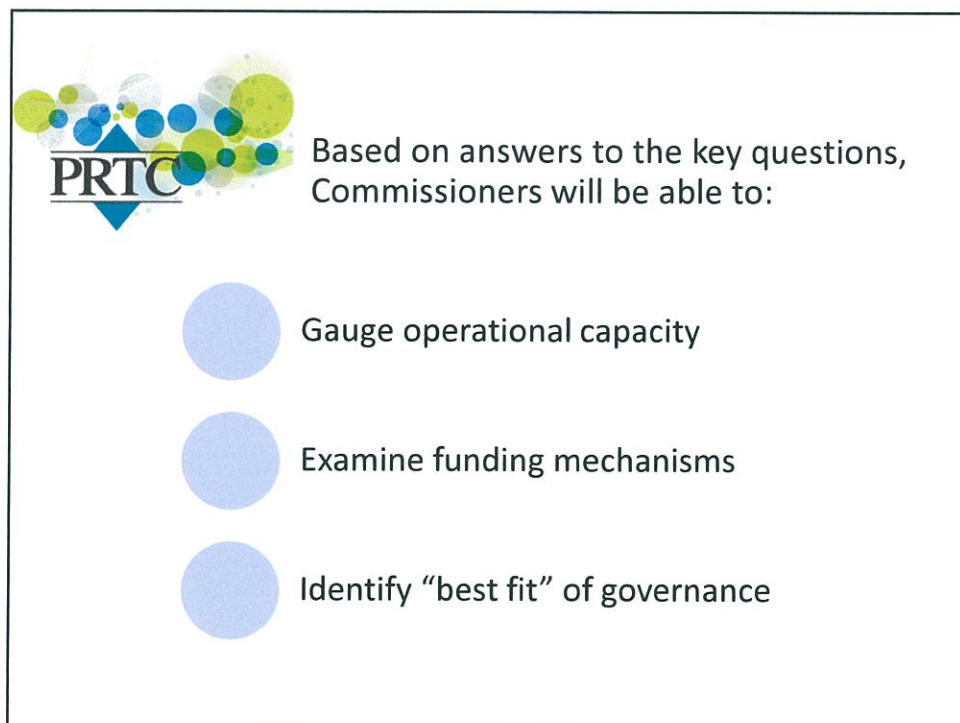 PRTC
Based on answers to the key questions,
Commissioners will be able to:
Gauge operational capacity
Examine funding mechanisms
Identify “best fit” of governance